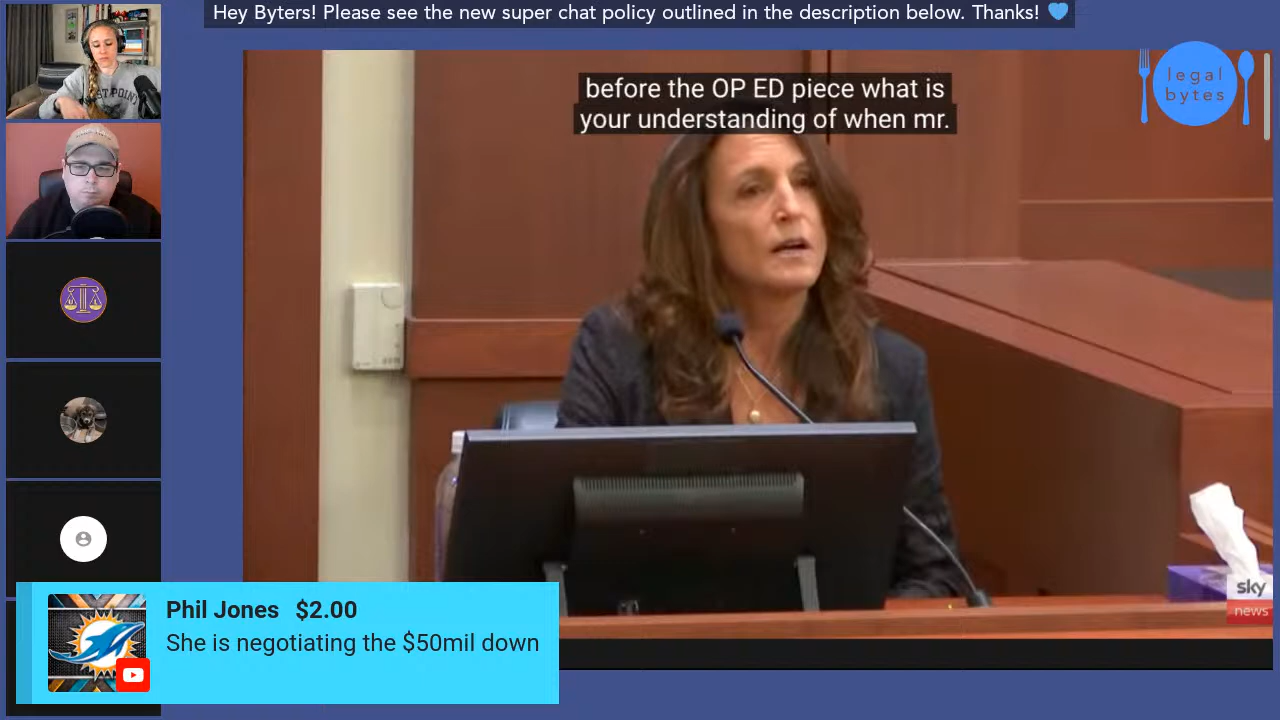 Hey Byters! Please see the new super chat policy outlined in the description below. Thanks! 💙
legal
bytes
before the OP ED piece what is
your understanding of when mr.
sky
news
Phil Jones $2.00
She is negotiating the $50mil down